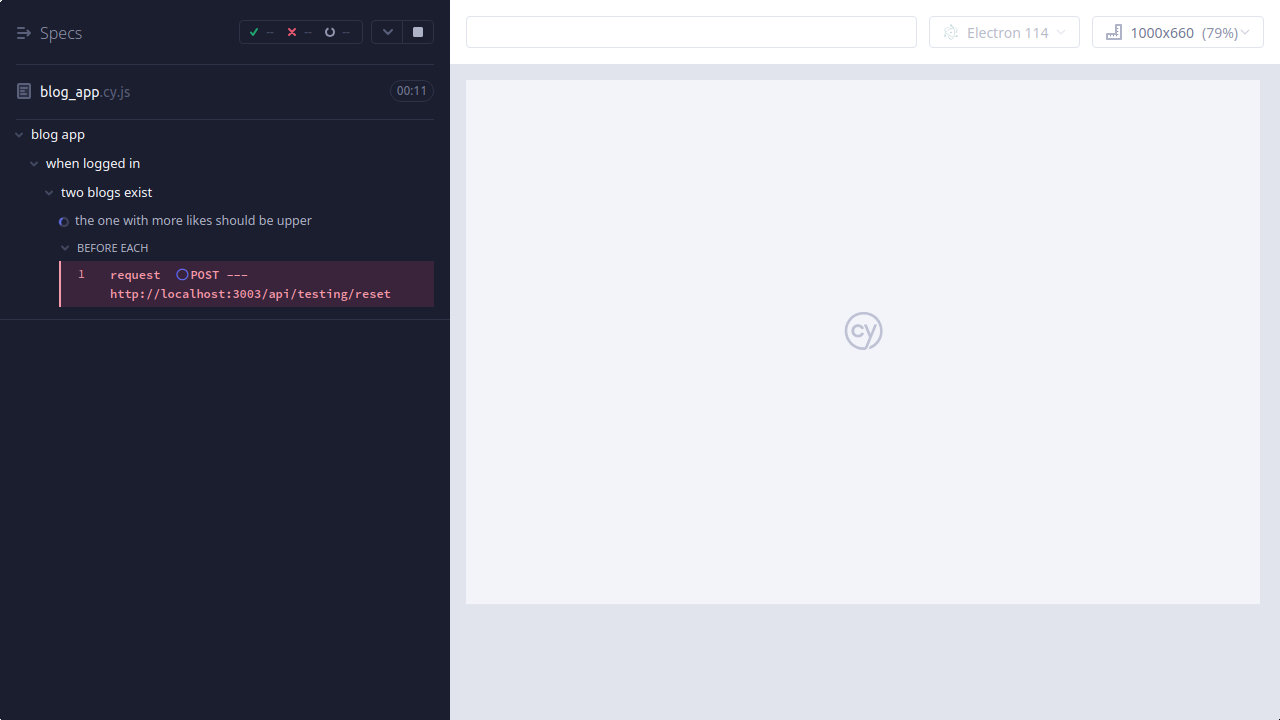 Specs
--
--
--
blog_app.cy.js
00:11
blog app
when logged in
two blogs exist
the one with more likes should be upper
BEFORE EACH
1 request POST ---
http://localhost:3003/api/testing/reset
Electron 114
1000x660 (79%)
cy